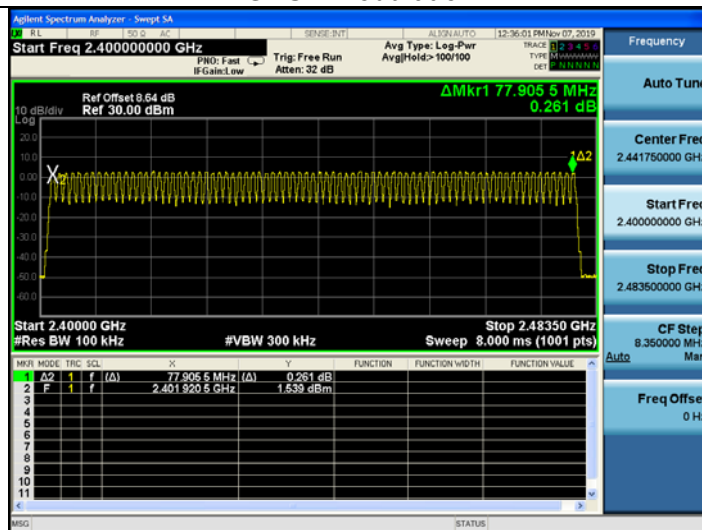 Agilent Spectrum Analyzer - Swept SA
RL RF 50 Ω AC SENSE:INT ALIGN AUTO 12:36:01 PM Nov 07, 2019
Start Freq 2.400000000 GHz
PNO: Fast
IFGain:Low
Trig: Free Run
Atten: 32 dB
Avg Type: Log-Pwr
Avg|Hold:> 100/100
TRACE 1 2 3 4 5 6
TYPE MWWWWW
DET P N N N N N
Ref Offset 8.64 dB
Ref 30.00 dBm
10 dB/div
Log
ΔMkr1 77.905 5 MHz
0.261 dB
20.0
10.0
0.00
-10.0
-20.0
-30.0
-40.0
-50.0
-60.0
1Δ2
2
Start 2.40000 GHz
Stop 2.48350 GHz
#Res BW 100 kHz #VBW 300 kHz Sweep 8.000 ms (1001 pts)
MKR MODE TRC SCL X Y FUNCTION FUNCTION WIDTH FUNCTION VALUE
1 Δ2 1 f (Δ) 77.905 5 MHz (Δ) 0.261 dB
2 F 1 f 2.401 920 5 GHz 1.539 dBm
3
4
5
6
7
8
9
10
11
MSG STATUS
Frequency
Auto Tune
Center Freq
2.441750000 GHz
Start Freq
2.400000000 GHz
Stop Freq
2.483500000 GHz
CF Step
8.350000 MHz
Auto Man
Freq Offset
0 Hz